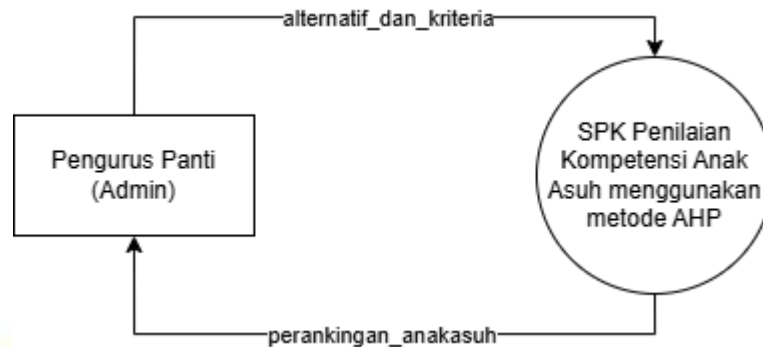 alternatif_dan_kriteria
Pengurus Panti
(Admin)
SPK Penilaian
Kompetensi Anak
Asuh menggunakan
metode AHP
perankingan_anakasuh